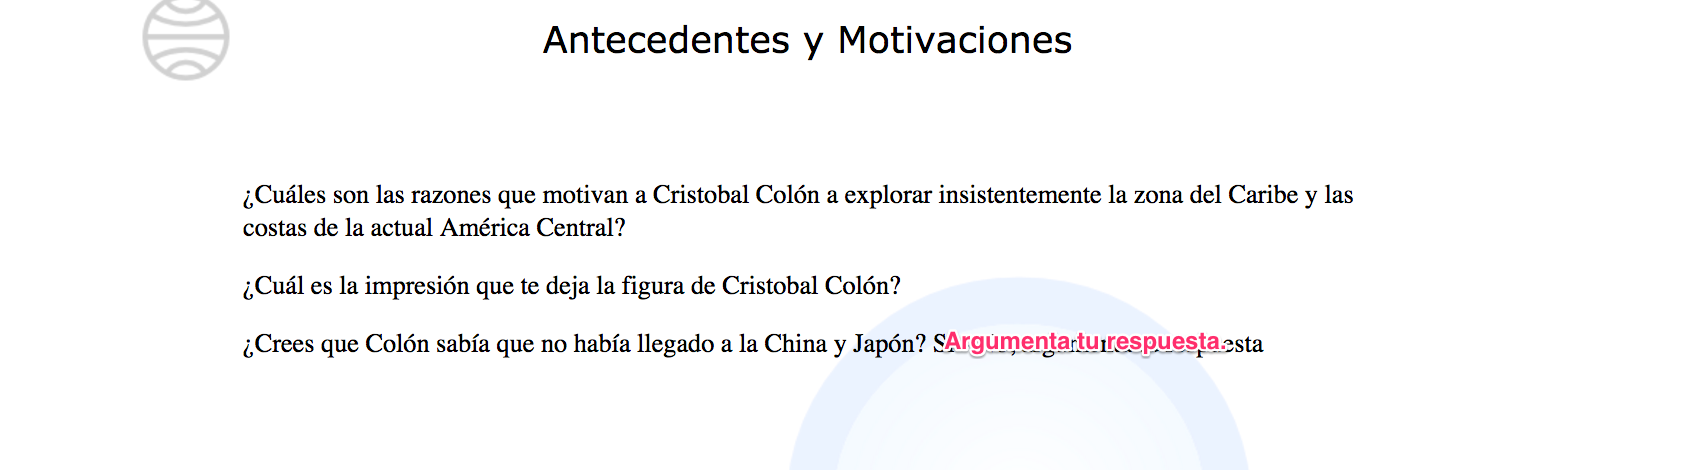 Antecedentes y Motivaciones
¿Cuáles son las razones que motivan a Cristobal Colón a explorar insistentemente la zona del Caribe y las
costas de la actual América Central?
¿Cuál es la impresión que te deja la figura de Cristobal Colón?
¿Crees que Colón sabía que no había llegado a la China y Japón? Argumenta tu respuesta.